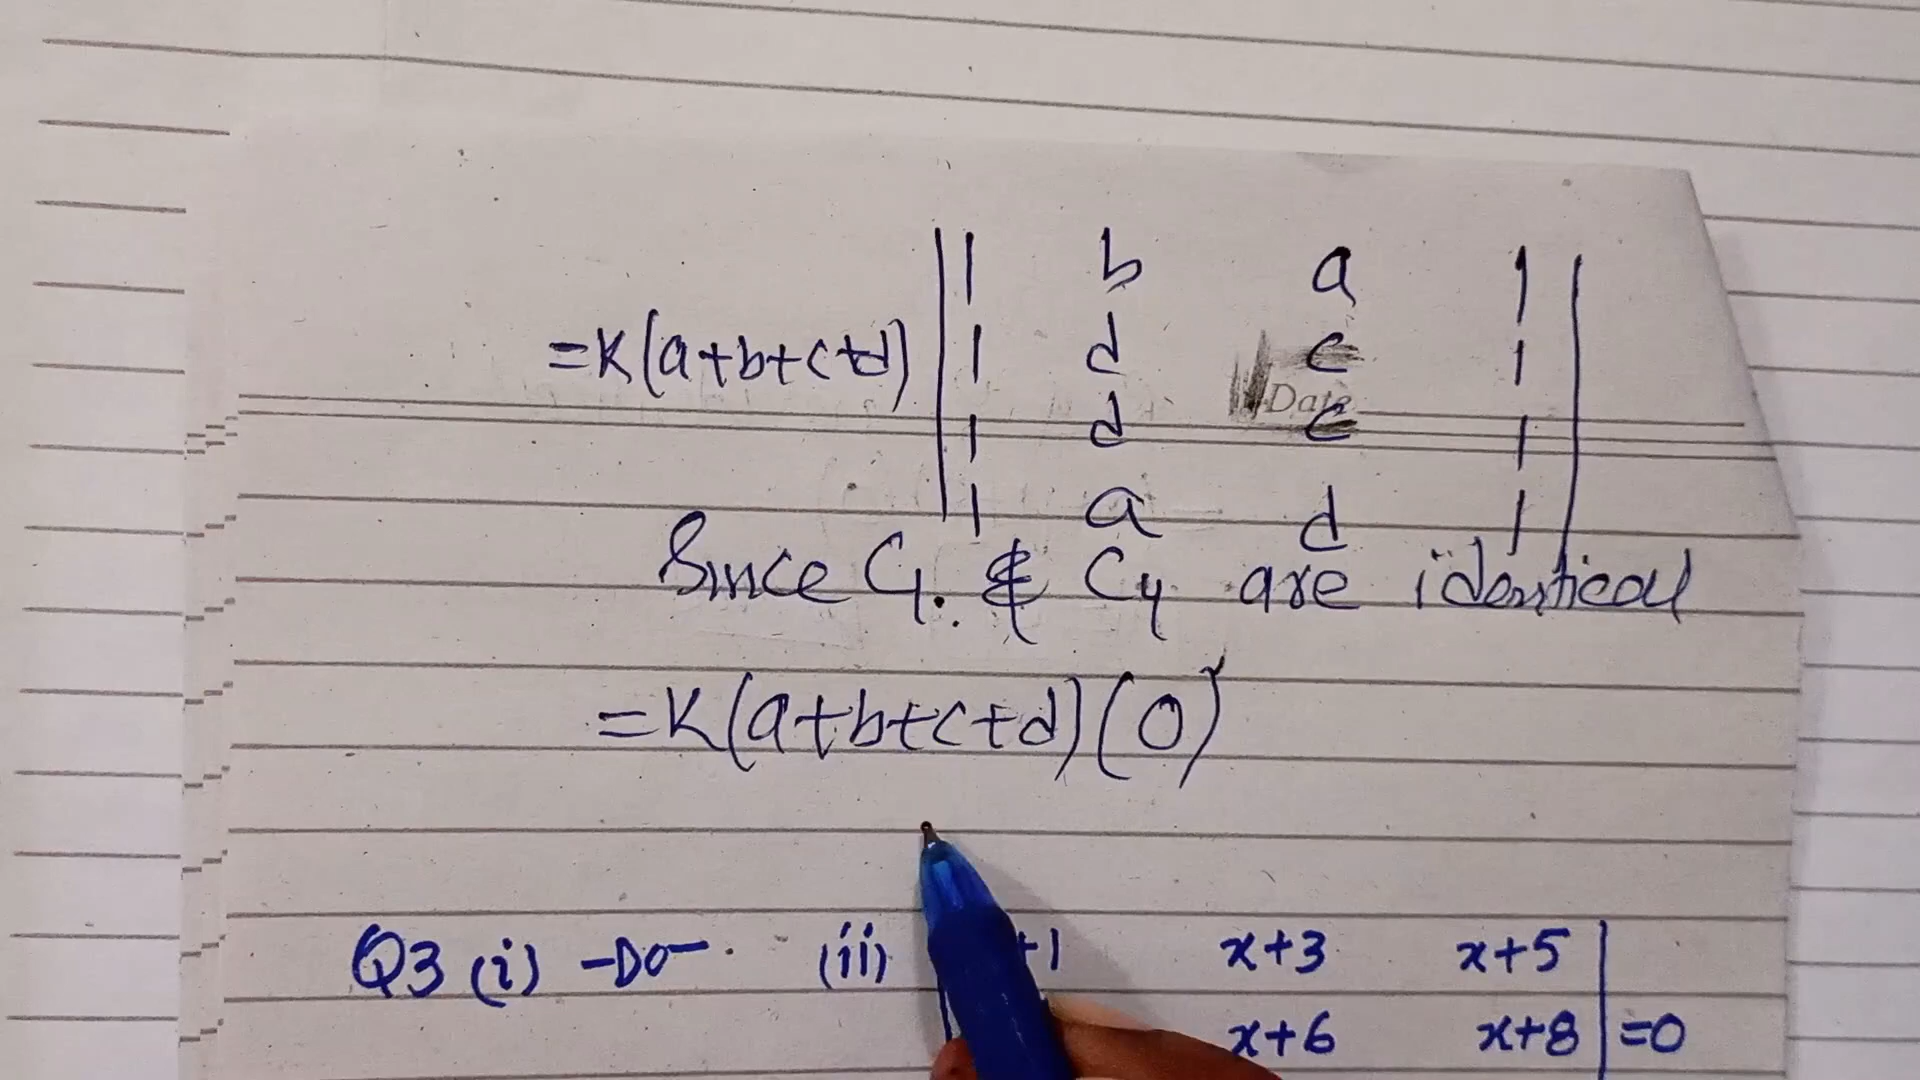 | 1 b a 1 |
=K(a+b+c+d) | 1 d c 1 |
Date
| 1 d c 1 |
| 1 a d 1 |
Since C1. & C4 are identical
=K(a+b+c+d)(0)
Q3 (i) -Do- . (ii) +1 x+3 x+5 |
x+6 x+8 | =0